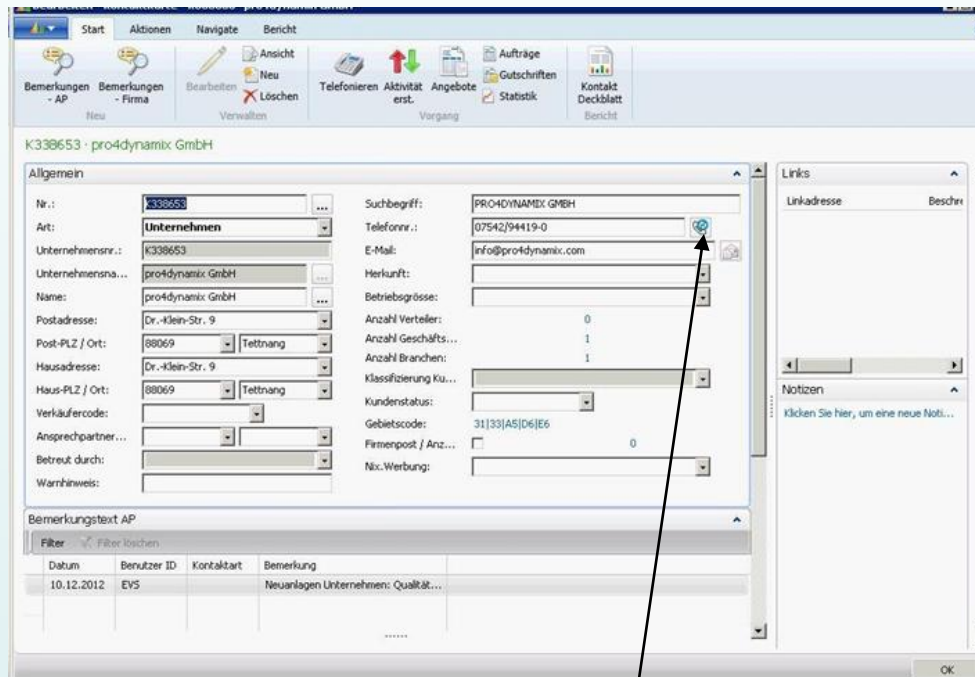 Bearbeiten - Kontaktkarte - K338653 - pro4dynamix GmbH
Start Aktionen Navigate Bericht
Bemerkungen - AP
Bemerkungen - Firma
Neu
Bearbeiten
Ansicht
Neu
Löschen
Verwalten
Telefonieren
Aktivität erst.
Angebote
Aufträge
Gutschriften
Statistik
Vorgang
Kontakt Deckblatt
Bericht
K338653 · pro4dynamix GmbH
Allgemein
Nr.: K338653 ...
Art: Unternehmen
Unternehmensnr.: K338653
Unternehmensna... pro4dynamix GmbH ...
Name: pro4dynamix GmbH ...
Postadresse: Dr.-Klein-Str. 9
Post-PLZ / Ort: 88069 Tettnang
Hausadresse: Dr.-Klein-Str. 9
Haus-PLZ / Ort: 88069 Tettnang
Verkäufercode:
Ansprechpartner...
Betreut durch:
Warnhinweis:
Suchbegriff: PRO4DYNAMIX GMBH
Telefonnr.: 07542/94419-0
E-Mail: info@pro4dynamix.com
Herkunft:
Betriebsgrösse:
Anzahl Verteiler: 0
Anzahl Geschäfts... 1
Anzahl Branchen: 1
Klassifizierung Ku...
Kundenstatus:
Gebietscode: 31|33|A5|D6|E6
Firmenpost / Anz... 0
Nix.Werbung:
Bemerkungstext AP
Filter Filter löschen
Datum Benutzer ID Kontaktart Bemerkung
10.12.2012 EVS Neuanlagen Unternehmen: Qualität...
Links
Linkadresse Beschre
Notizen
Klicken Sie hier, um eine neue Noti...
OK